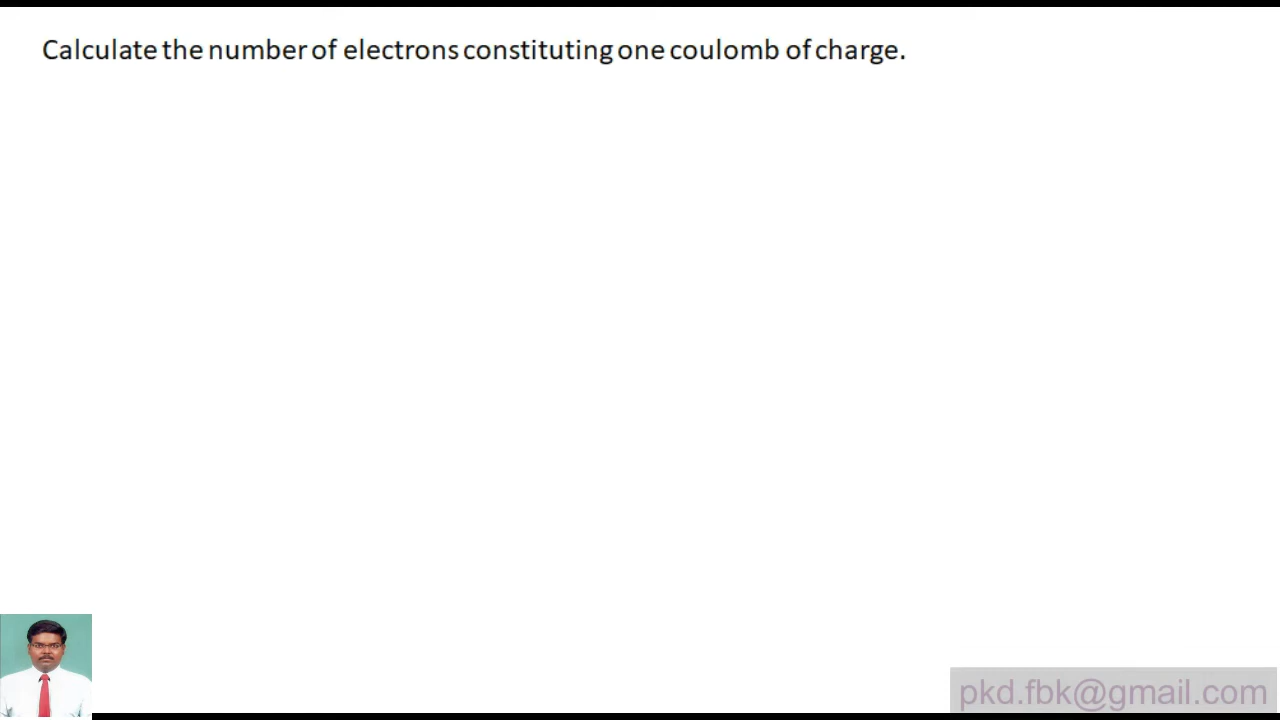 Calculate the number of electrons constituting one coulomb of charge.
pkd.fbk@gmail.com